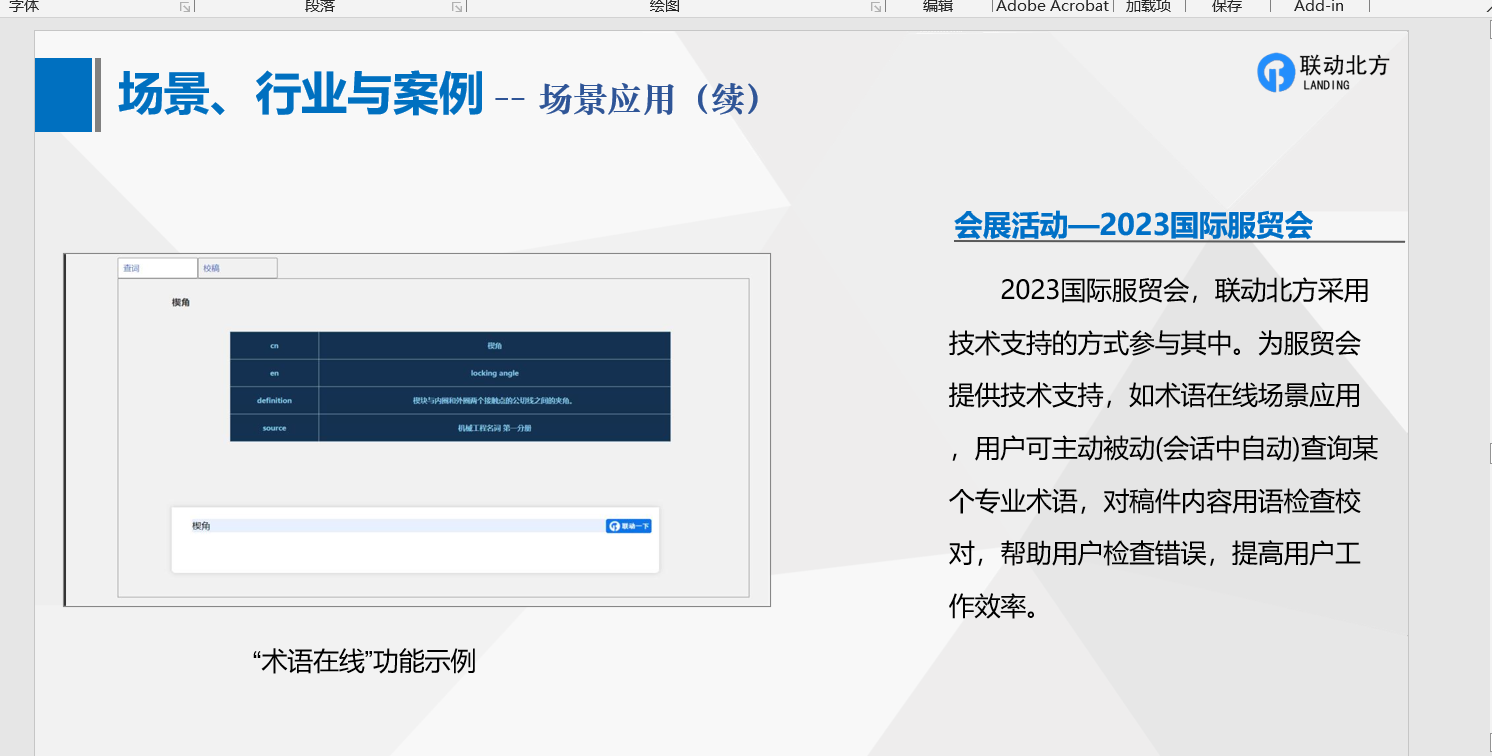 字体 段落 绘图 编辑 Adobe Acrobat 加载项 保存 Add-in
场景、行业与案例 -- 场景应用（续）
联动北方
LANDING
会展活动—2023国际服贸会
2023国际服贸会，联动北方采用
技术支持的方式参与其中。为服贸会
提供技术支持，如术语在线场景应用
，用户可主动被动(会话中自动)查询某
个专业术语，对稿件内容用语检查校
对，帮助用户检查错误，提高用户工
作效率。
查词 校稿
楔角
cn 楔角
en locking angle
definition 楔块与内圈和外圈两个接触点的公切线之间的夹角。
source 机械工程名词 第一分册
楔角 联动一下
“术语在线”功能示例